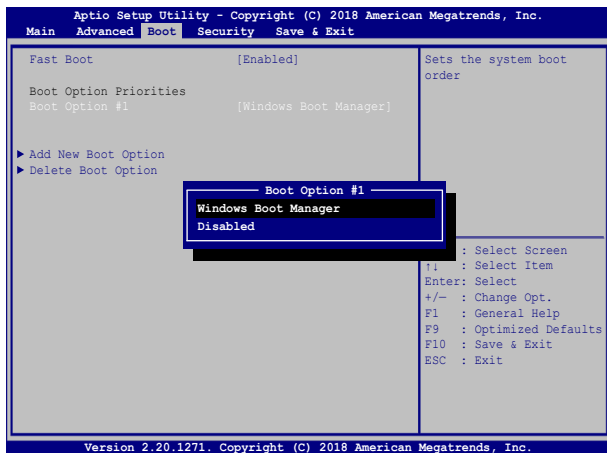 Aptio Setup Utility - Copyright (C) 2018 American Megatrends, Inc.
Main Advanced Boot Security Save & Exit
Fast Boot [Enabled]
Boot Option Priorities
Boot Option #1 [Windows Boot Manager]
▶ Add New Boot Option
▶ Delete Boot Option
Sets the system boot
order
Boot Option #1
Windows Boot Manager
Disabled
: Select Screen
↑↓ : Select Item
Enter: Select
+/— : Change Opt.
F1 : General Help
F9 : Optimized Defaults
F10 : Save & Exit
ESC : Exit
Version 2.20.1271. Copyright (C) 2018 American Megatrends, Inc.